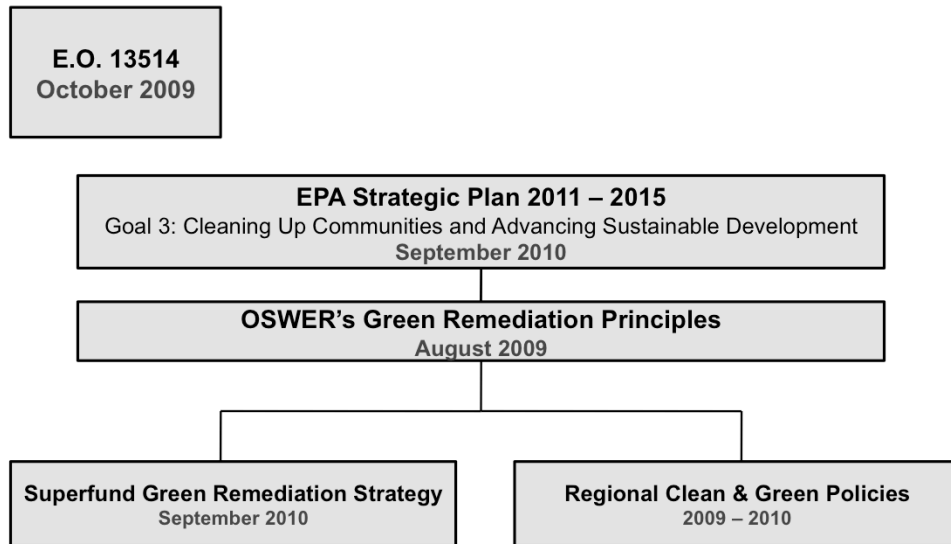 E.O. 13514
October 2009
EPA Strategic Plan 2011 – 2015
Goal 3: Cleaning Up Communities and Advancing Sustainable Development
September 2010
OSWER's Green Remediation Principles
August 2009
Superfund Green Remediation Strategy
September 2010
Regional Clean & Green Policies
2009 – 2010